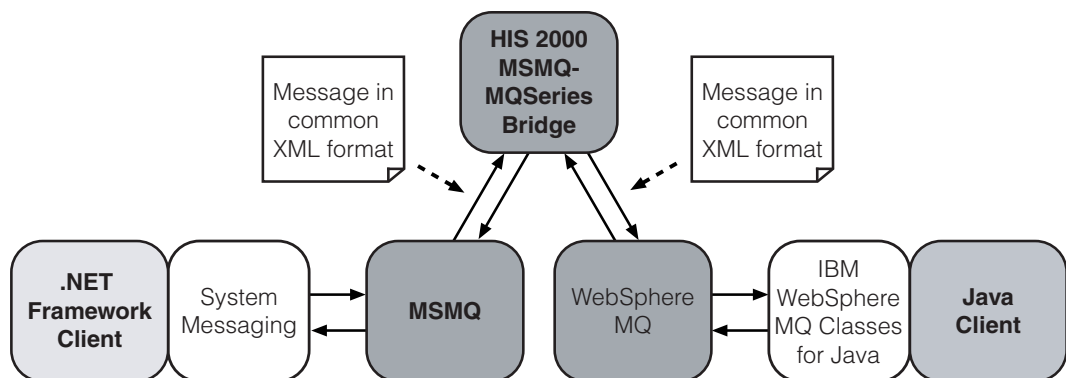 HIS 2000
MSMQ-
MQSeries
Bridge
Message in
common
XML format
Message in
common
XML format
.NET
Framework
Client
System
Messaging
MSMQ
WebSphere
MQ
IBM
WebSphere
MQ Classes
for Java
Java
Client